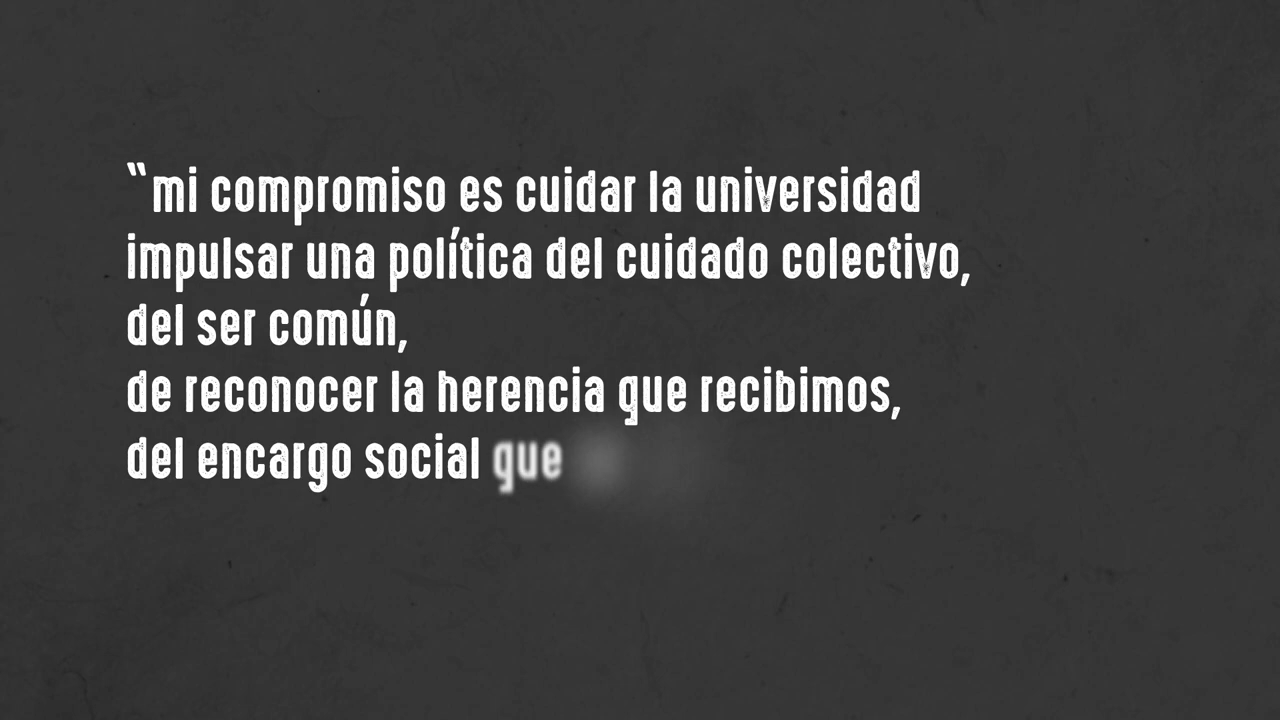 “mi compromiso es cuidar la universidad
impulsar una política del cuidado colectivo,
del ser común,
de reconocer la herencia que recibimos,
del encargo social que